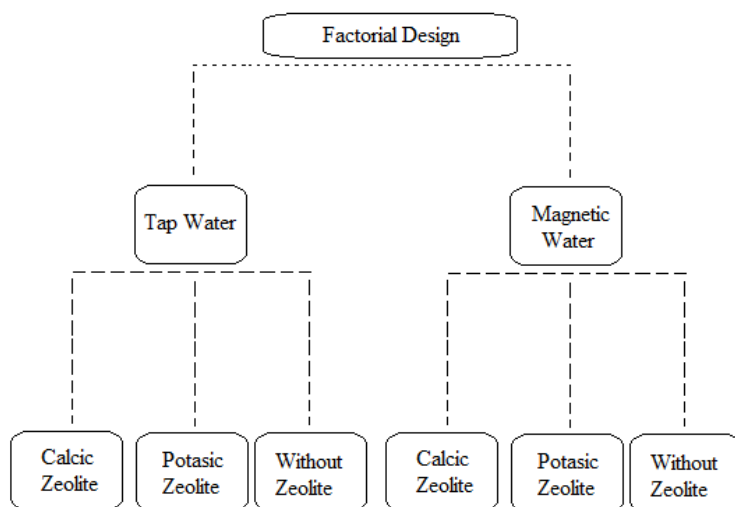 Factorial Design
Tap Water
Magnetic
Water
Calcic
Zeolite
Potasic
Zeolite
Without
Zeolite
Calcic
Zeolite
Potasic
Zeolite
Without
Zeolite